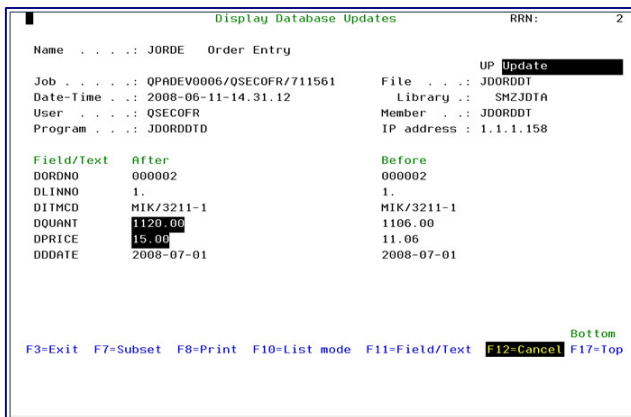 Display Database Updates RRN: 2
Name . . . .: JORDE Order Entry
UP Update
Job . . . . .: QPADEV0006/QSECOFR/711561 File . . .: JDORDDT
Date-Time . .: 2008-06-11-14.31.12 Library .: SMZJDTA
User . . . .: QSECOFR Member . .: JDORDDT
Program . . .: JDORDDTD IP address : 1.1.1.158
Field/Text After Before
DORDNO 000002 000002
DLINNO 1. 1.
DITMCD MIK/3211-1 MIK/3211-1
DQUANT 1120.00 1106.00
DPRICE 15.00 11.06
DDDATE 2008-07-01 2008-07-01
Bottom
F3=Exit F7=Subset F8=Print F10=List mode F11=Field/Text F12=Cancel F17=Top